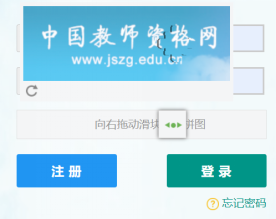 中国教师资格网
www.jszg.edu.cn
向右拖动滑块拼图
注 册
登 录
忘记密码